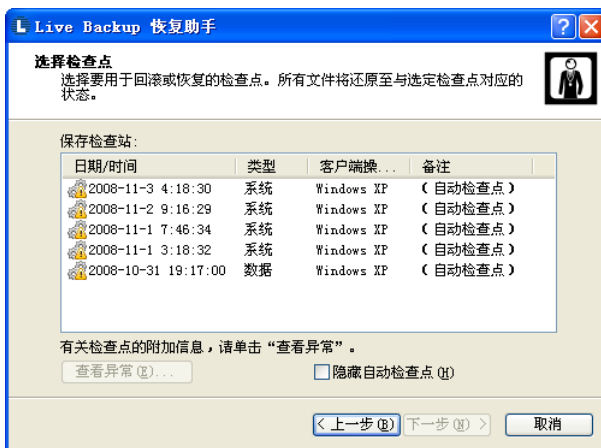 Live Backup 恢复助手
选择检查点
选择要用于回滚或恢复的检查点。所有文件将还原至与选定检查点对应的
状态。
保存检查站:
日期/时间 类型 客户端操... 备注
2008-11-3 4:18:30 系统 Windows XP (自动检查点)
2008-11-2 9:16:29 系统 Windows XP (自动检查点)
2008-11-1 7:46:34 系统 Windows XP (自动检查点)
2008-11-1 3:18:32 系统 Windows XP (自动检查点)
2008-10-31 19:17:00 数据 Windows XP (自动检查点)
有关检查点的附加信息,请单击“查看异常”。
查看异常(E)... 隐藏自动检查点(H)
< 上一步(B) 下一步(N) > 取消